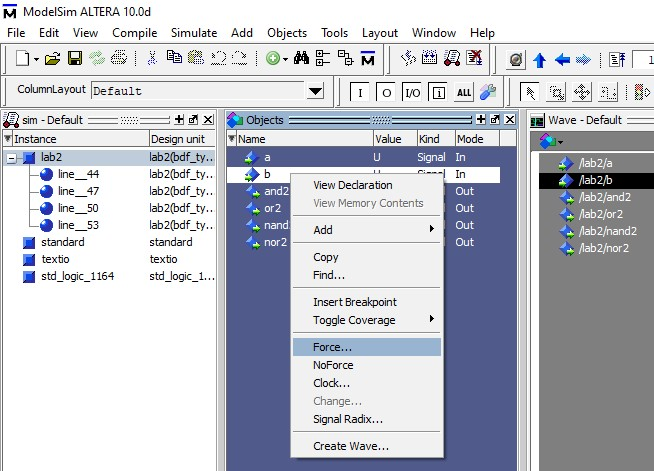 ModelSim ALTERA 10.0d
File Edit View Compile Simulate Add Objects Tools Layout Window Help
ColumnLayout Default I O I/O i ALL
sim - Default
Instance Design unit
lab2 lab2(bdf_ty...
line__44 lab2(bdf_ty...
line__47 lab2(bdf_ty...
line__50 lab2(bdf_ty...
line__53 lab2(bdf_ty...
standard standard
textio textio
std_logic_1164 std_logic_1...
Objects
Name Value Kind Mode
a U Signal In
b U Signal In
and2 Out
or2 Out
nand Out
nor2 Out
View Declaration
View Memory Contents
Add
Copy
Find...
Insert Breakpoint
Toggle Coverage
Force...
NoForce
Clock...
Change...
Signal Radix...
Create Wave...
Wave - Default
/lab2/a
/lab2/b
/lab2/and2
/lab2/or2
/lab2/nand2
/lab2/nor2